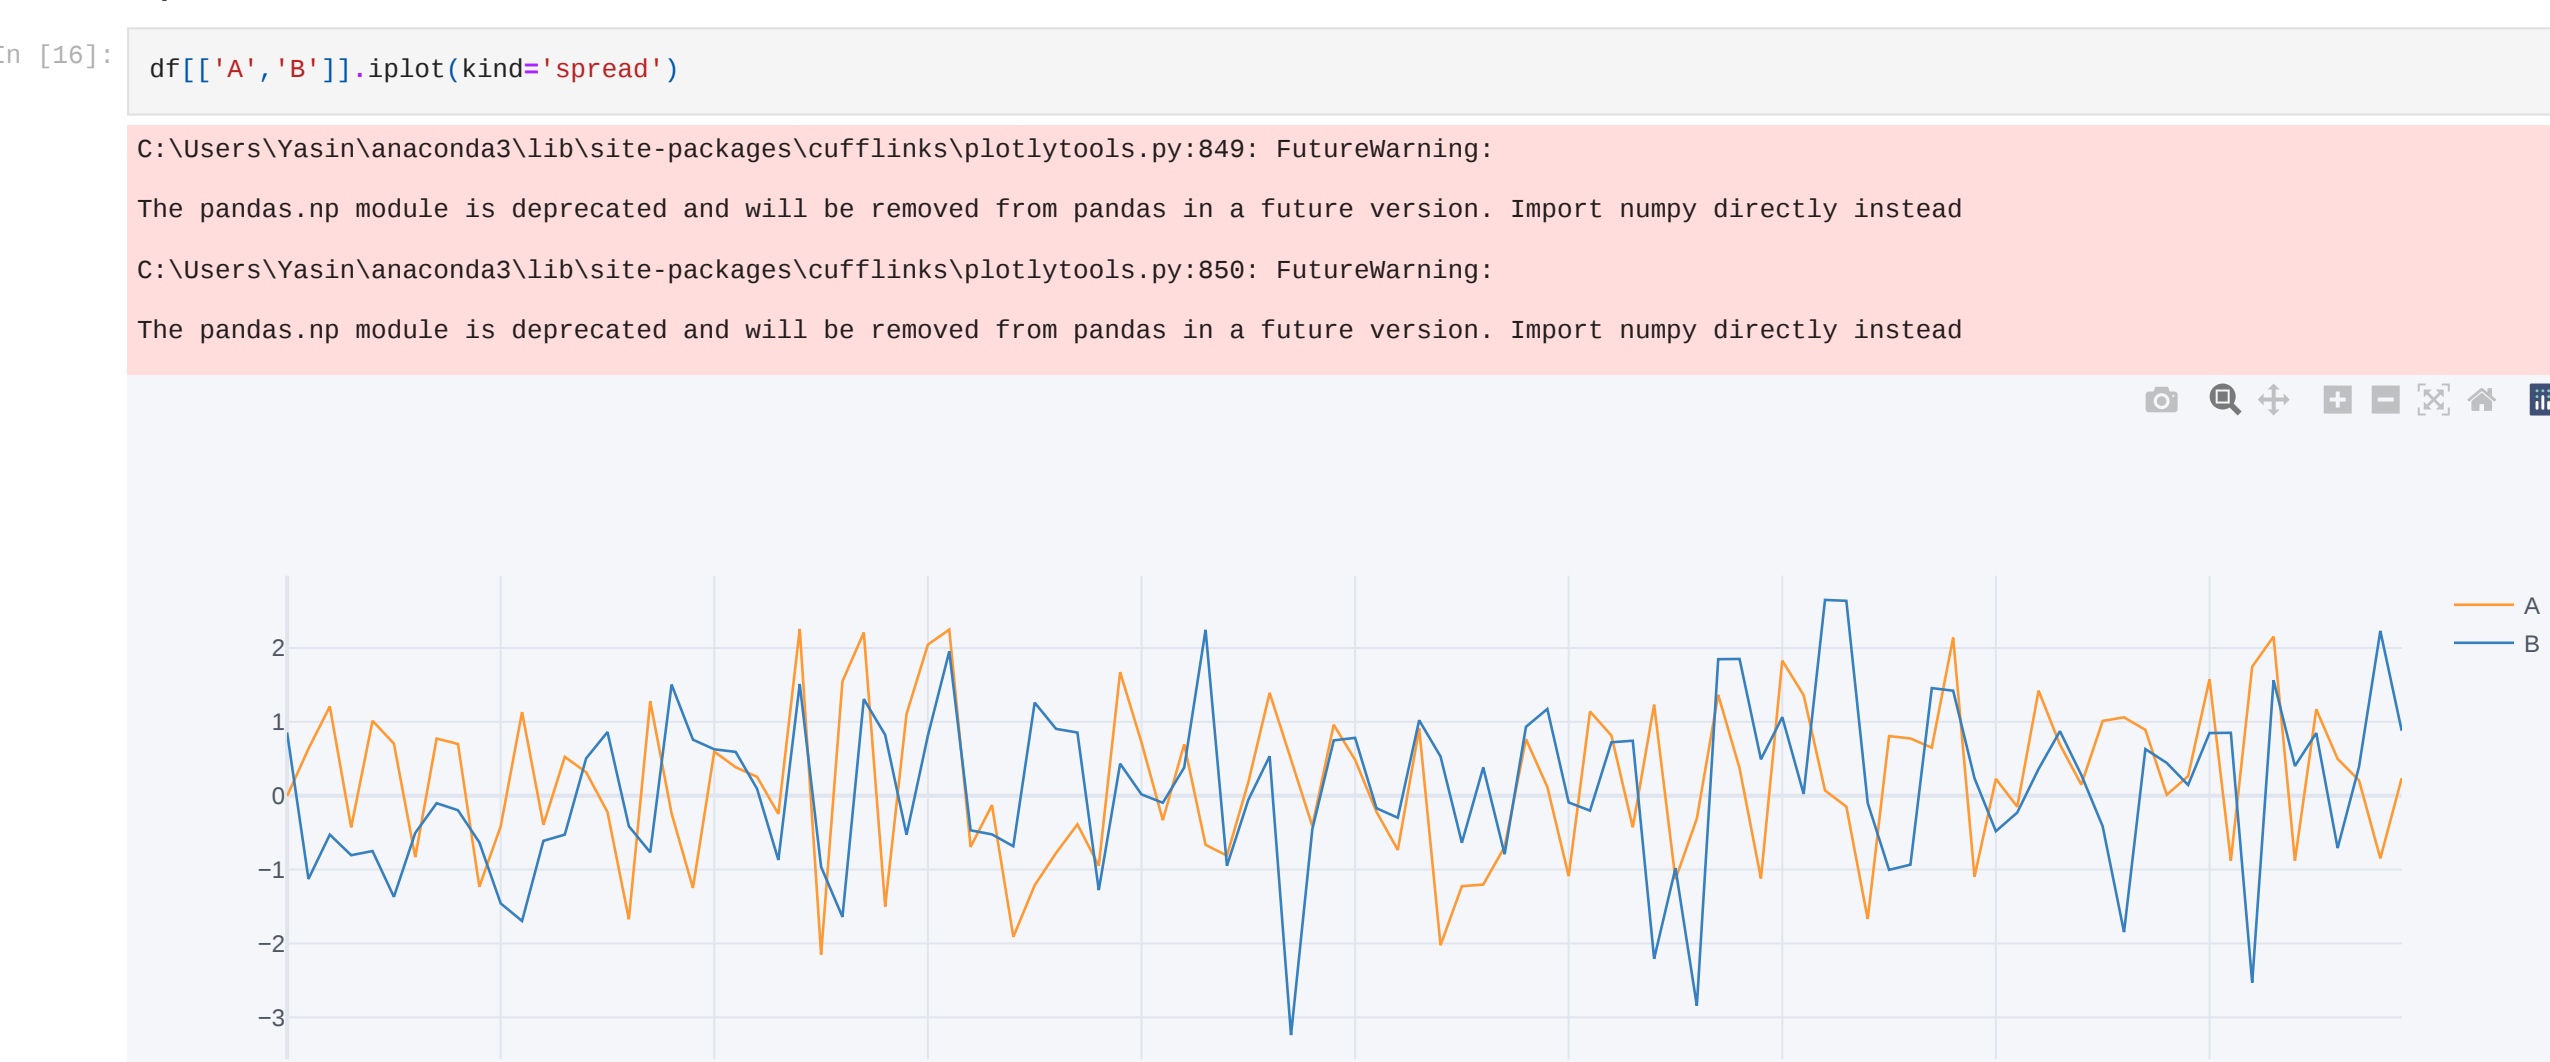 In [16]:
df[['A','B']].iplot(kind='spread')
C:\Users\Yasin\anaconda3\lib\site-packages\cufflinks\plotlytools.py:849: FutureWarning:
The pandas.np module is deprecated and will be removed from pandas in a future version. Import numpy directly instead
C:\Users\Yasin\anaconda3\lib\site-packages\cufflinks\plotlytools.py:850: FutureWarning:
The pandas.np module is deprecated and will be removed from pandas in a future version. Import numpy directly instead
A
B
2
1
0
−1
−2
−3